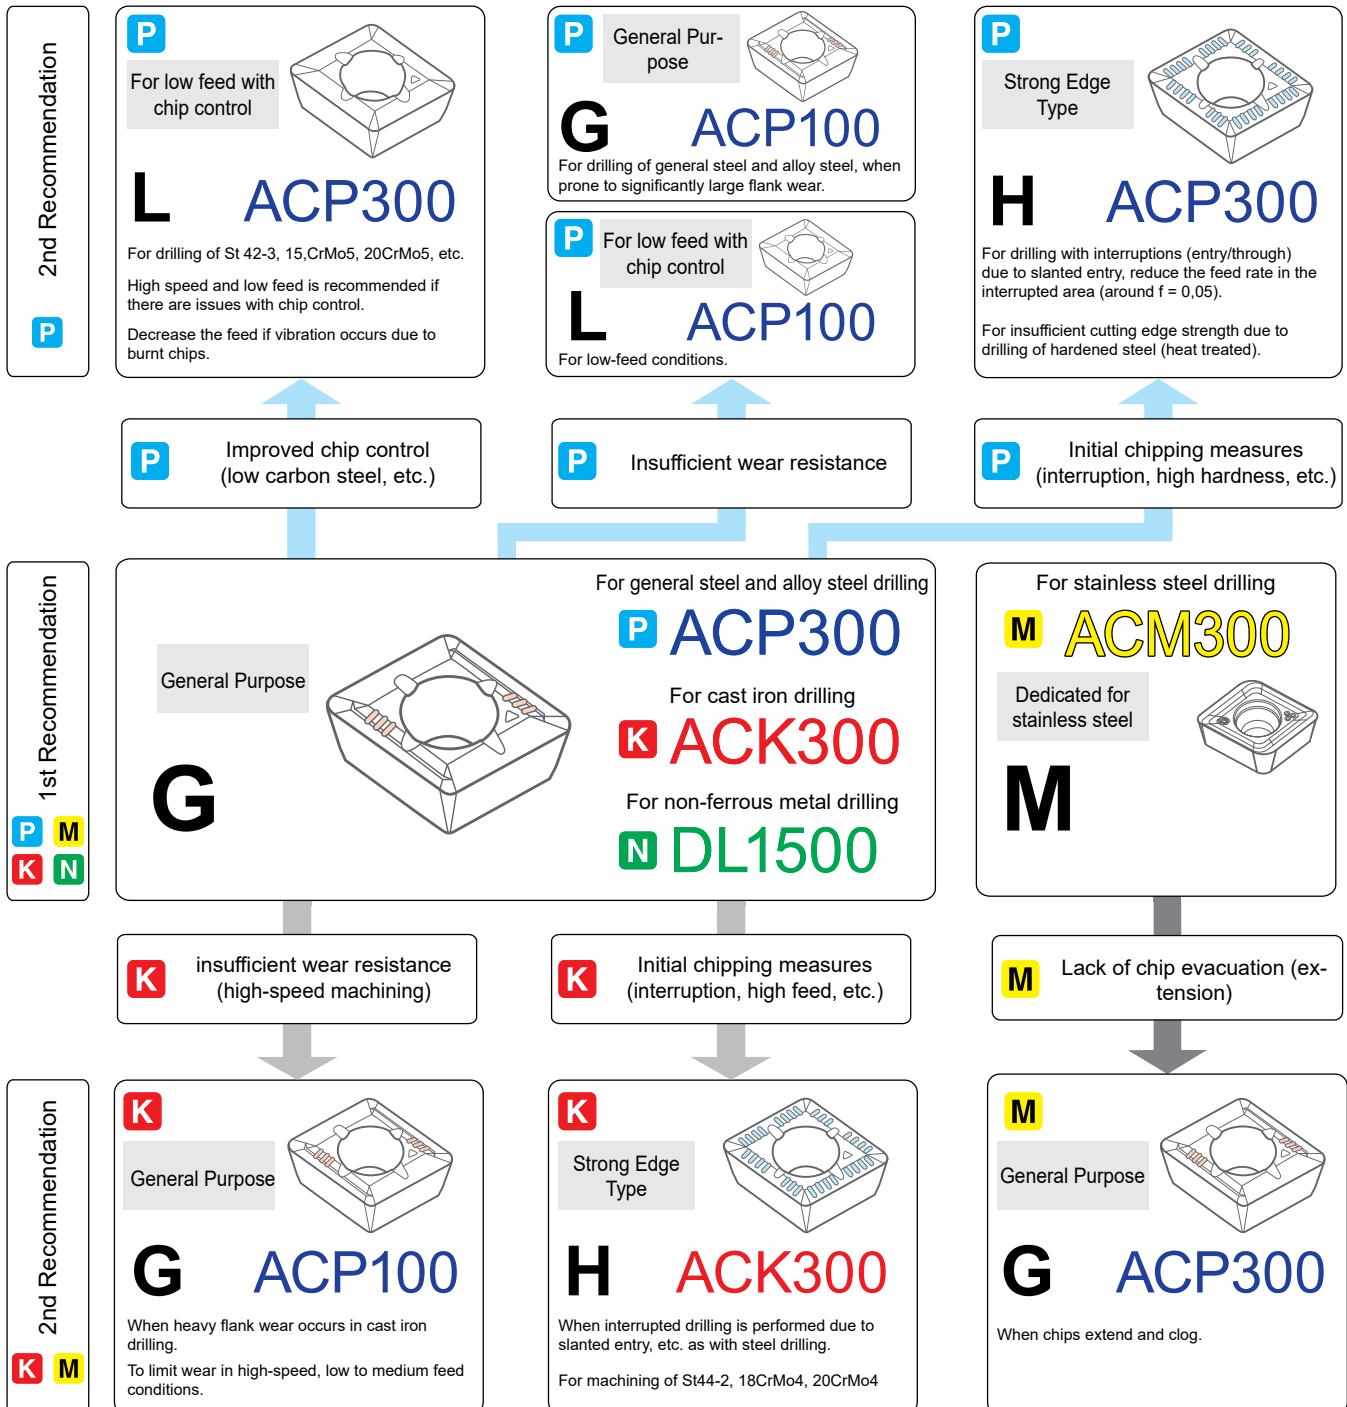 2nd Recommendation
P
P
For low feed with
chip control
L
ACP300
For drilling of St 42-3, 15,CrMo5, 20CrMo5, etc.
High speed and low feed is recommended if
there are issues with chip control.
Decrease the feed if vibration occurs due to
burnt chips.
P
General Pur-
pose
G
ACP100
For drilling of general steel and alloy steel, when
prone to significantly large flank wear.
P
For low feed with
chip control
L
ACP100
For low-feed conditions.
P
Strong Edge
Type
H
ACP300
For drilling with interruptions (entry/through)
due to slanted entry, reduce the feed rate in the
interrupted area (around f = 0,05).
For insufficient cutting edge strength due to
drilling of hardened steel (heat treated).
P
Improved chip control
(low carbon steel, etc.)
P
Insufficient wear resistance
P
Initial chipping measures
(interruption, high hardness, etc.)
1st Recommendation
P M
K N
General Purpose
G
For general steel and alloy steel drilling
P ACP300
For cast iron drilling
K ACK300
For non-ferrous metal drilling
N DL1500
For stainless steel drilling
M ACM300
Dedicated for
stainless steel
M
K
insufficient wear resistance
(high-speed machining)
K
Initial chipping measures
(interruption, high feed, etc.)
M
Lack of chip evacuation (ex-
tension)
2nd Recommendation
K M
K
General Purpose
G
ACP100
When heavy flank wear occurs in cast iron
drilling.
To limit wear in high-speed, low to medium feed
conditions.
K
Strong Edge
Type
H
ACK300
When interrupted drilling is performed due to
slanted entry, etc. as with steel drilling.
For machining of St44-2, 18CrMo4, 20CrMo4
M
General Purpose
G
ACP300
When chips extend and clog.